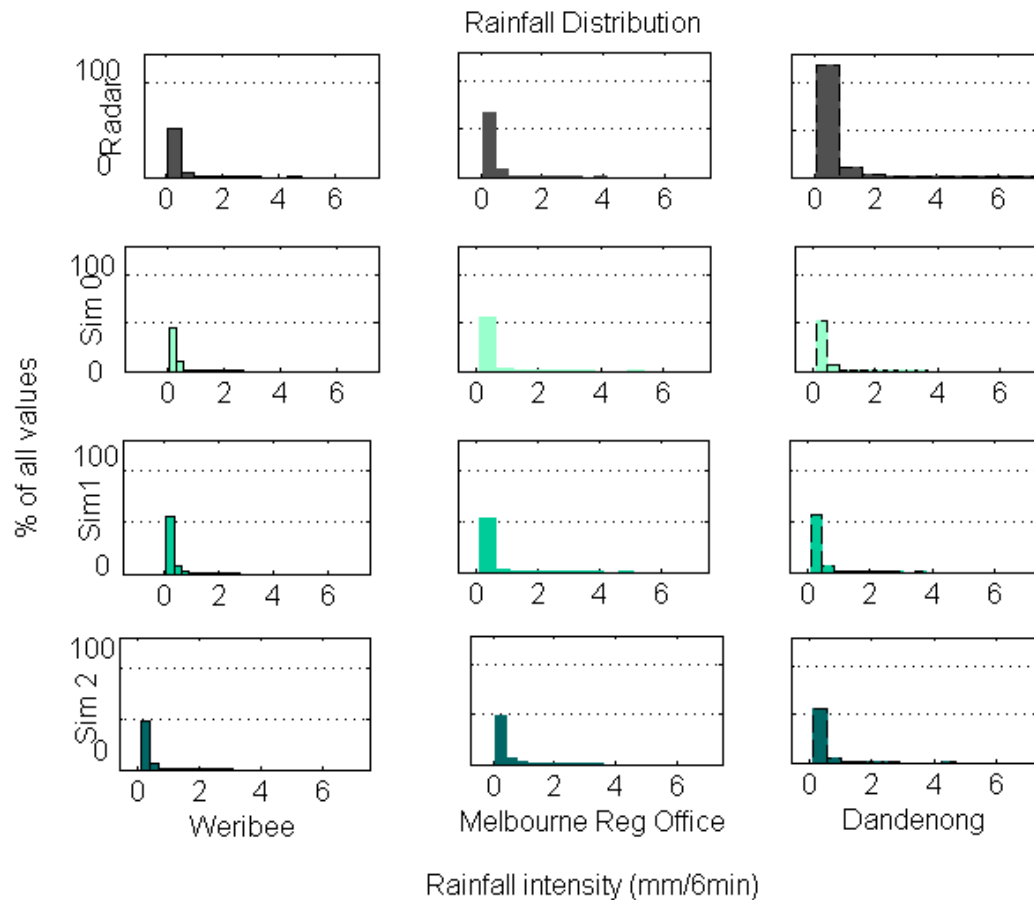 Rainfall Distribution
100
0
Radar
0 2 4 6
0 2 4 6
0 2 4 6
100
0
Sim 0
0 2 4 6
0 2 4 6
0 2 4 6
% of all values
100
0
Sim1
0 2 4 6
0 2 4 6
0 2 4 6
100
0
Sim 2
0 2 4 6
0 2 4 6
0 2 4 6
Weribee
Melbourne Reg Office
Dandenong
Rainfall intensity (mm/6min)